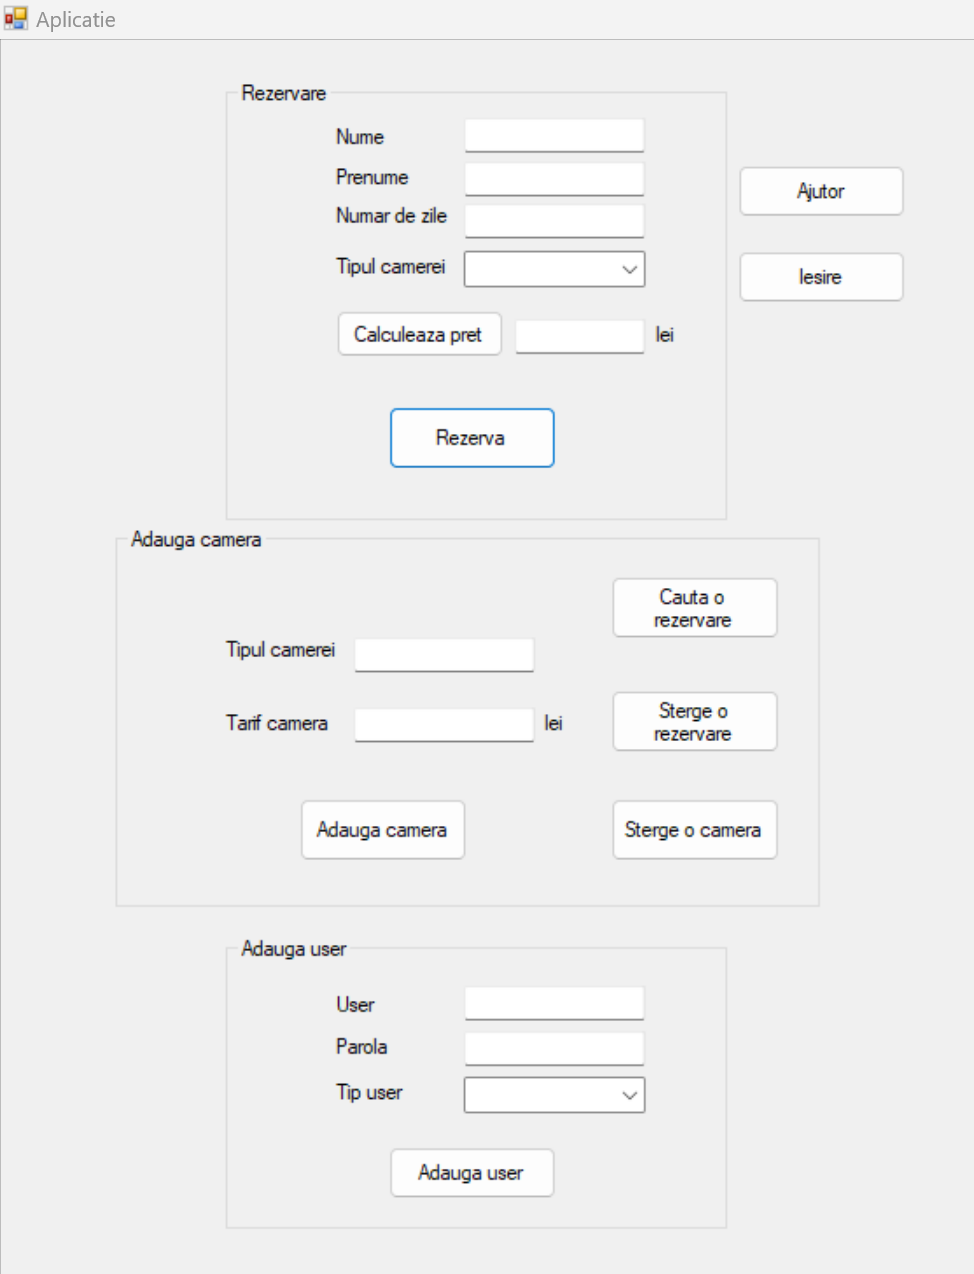 Aplicatie
Rezervare
Nume
Prenume
Numar de zile
Tipul camerei
Calculeaza pret
lei
Rezerva
Ajutor
Iesire
Adauga camera
Tipul camerei
Tarif camera
lei
Adauga camera
Cauta o
rezervare
Sterge o
rezervare
Sterge o camera
Adauga user
User
Parola
Tip user
Adauga user